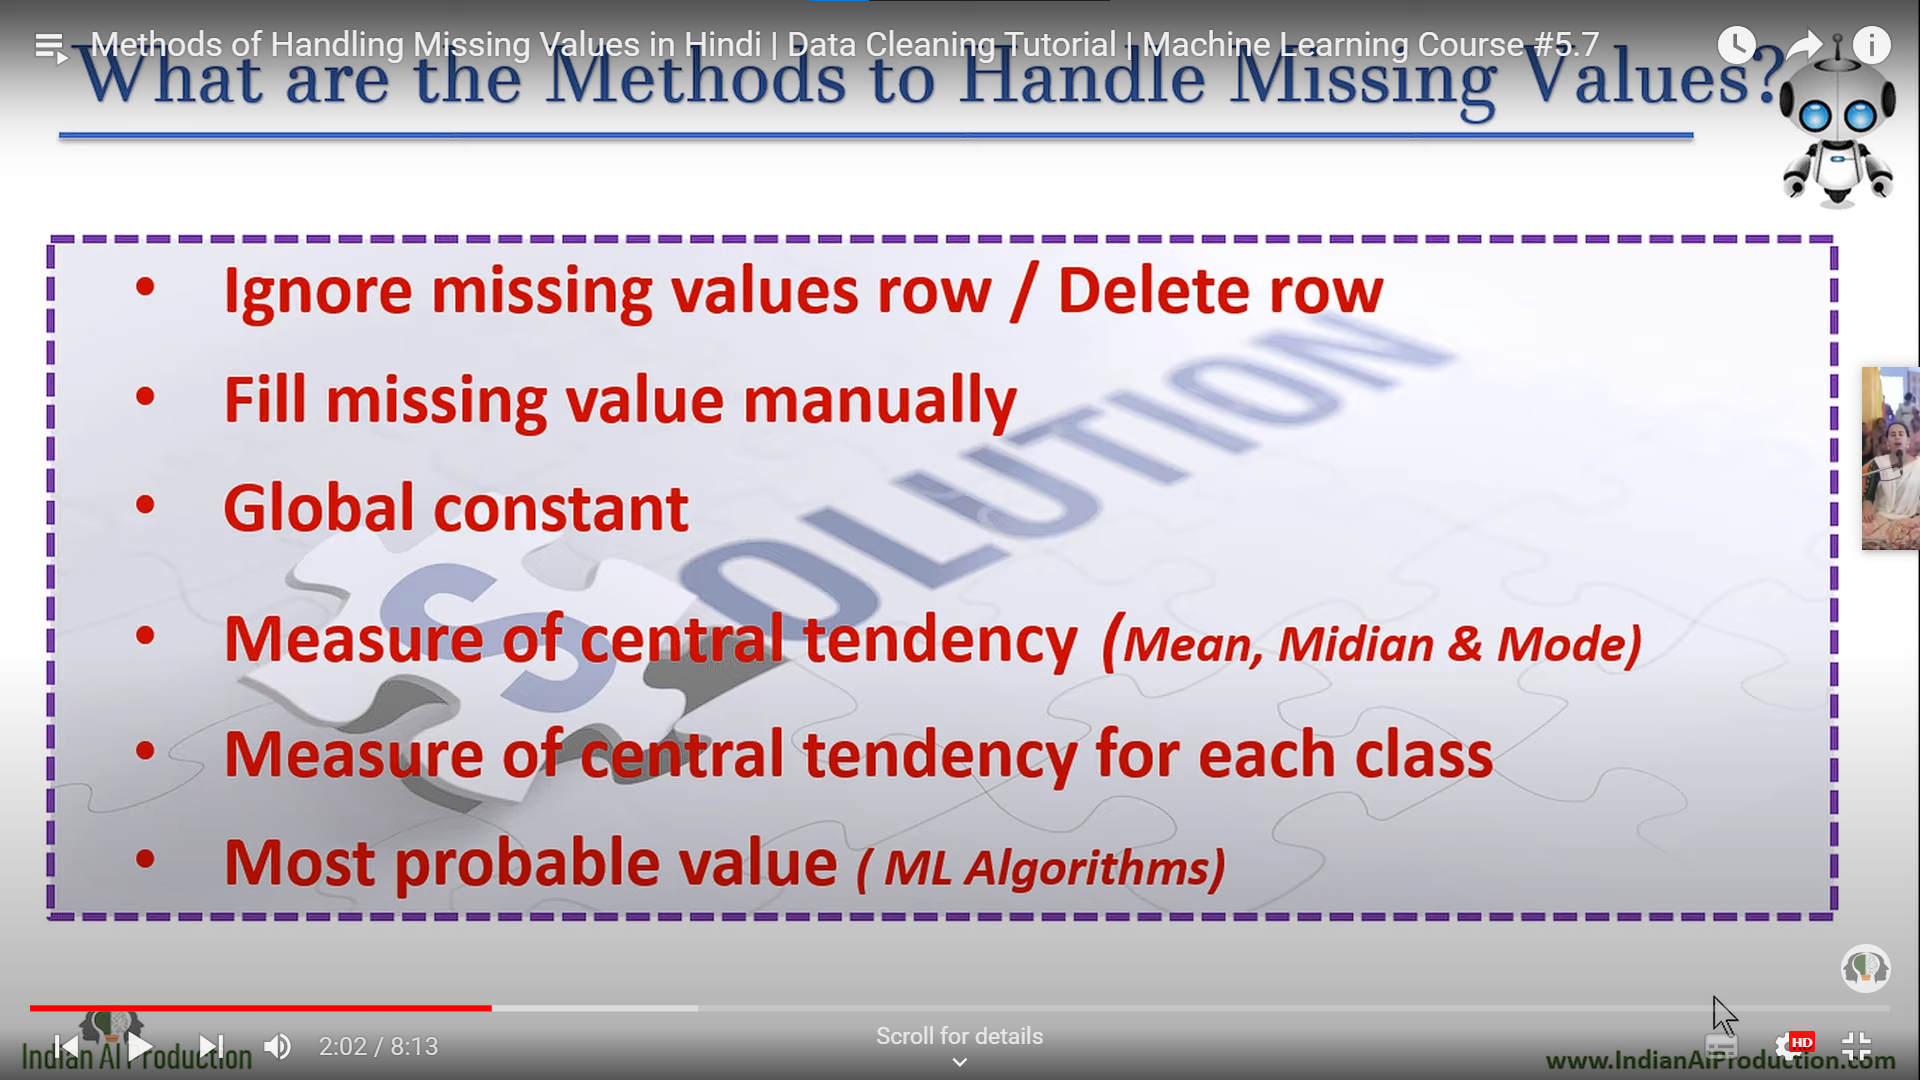 Methods of Handling Missing Values in Hindi | Data Cleaning Tutorial | Machine Learning Course #5.7
What are the Methods to Handle Missing Values?
• Ignore missing values row / Delete row
• Fill missing value manually
• Global constant
• Measure of central tendency (Mean, Midian & Mode)
• Measure of central tendency for each class
• Most probable value ( ML Algorithms)
SOLUTION
Scroll for details
2:02 / 8:13
HD
Indian AI Production
www.IndianAIProduction.com